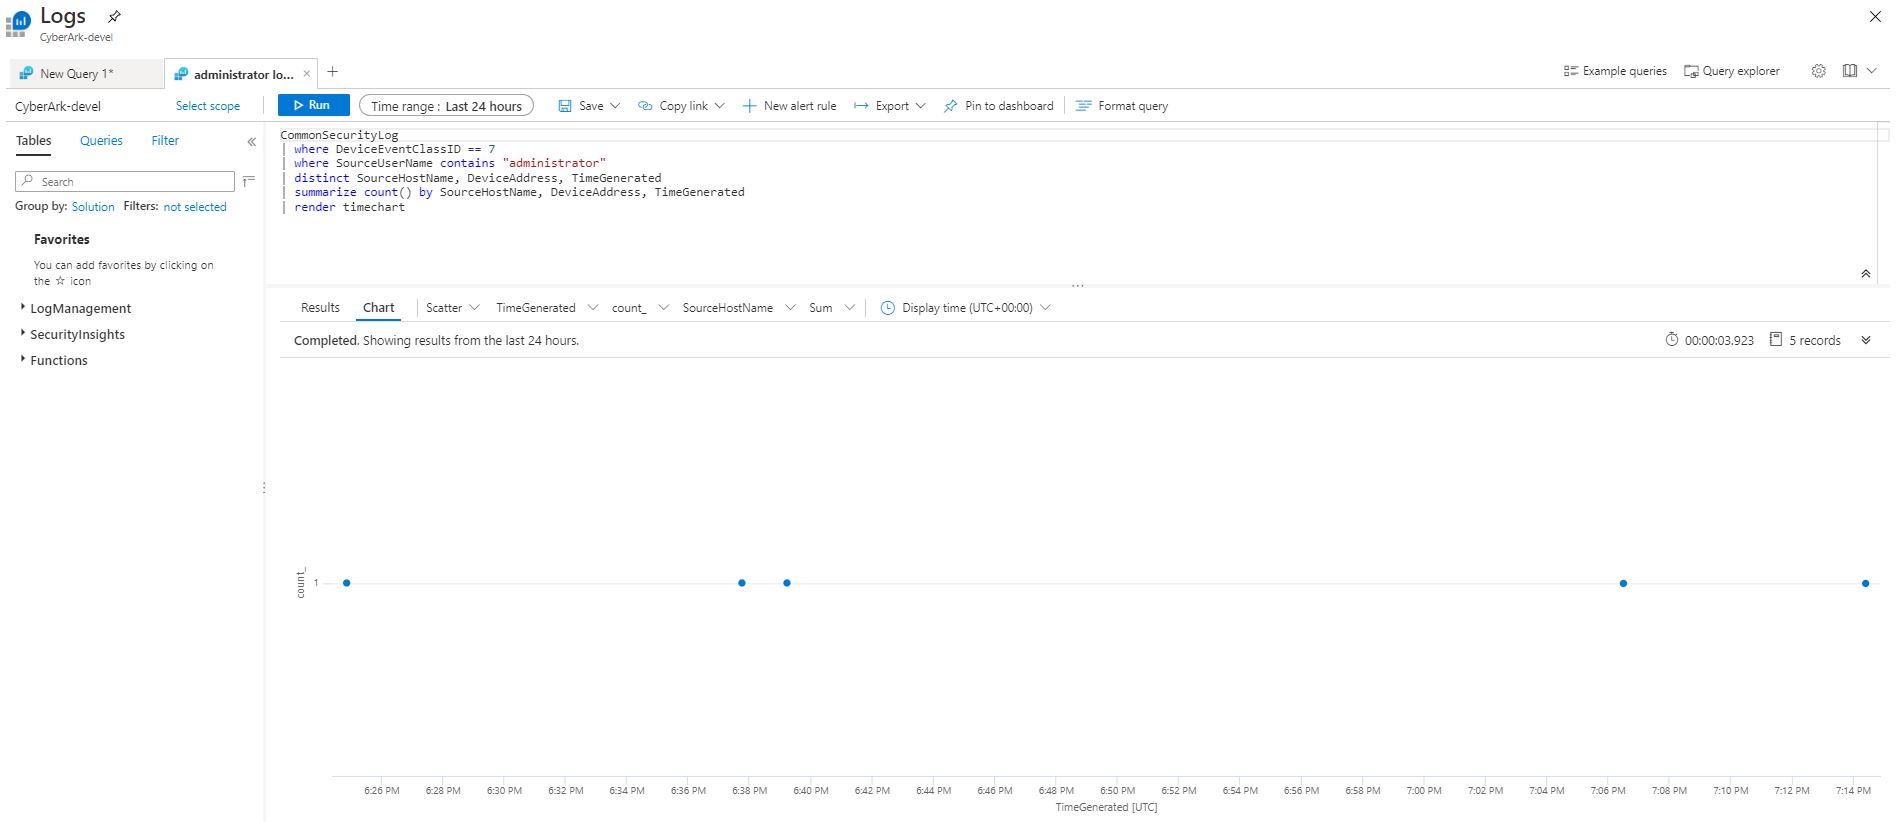 Logs
CyberArk-devel
New Query 1*
administrator lo...
Example queries
Query explorer
CyberArk-devel
Select scope
Run
Time range : Last 24 hours
Save
Copy link
New alert rule
Export
Pin to dashboard
Format query
Tables
Queries
Filter
Search
Group by: Solution Filters: not selected
Favorites
You can add favorites by clicking on
the ☆ icon
LogManagement
SecurityInsights
Functions
CommonSecurityLog
| where DeviceEventClassID == 7
| where SourceUserName contains "administrator"
| distinct SourceHostName, DeviceAddress, TimeGenerated
| summarize count() by SourceHostName, DeviceAddress, TimeGenerated
| render timechart
Results
Chart
Scatter
TimeGenerated
count_
SourceHostName
Sum
Display time (UTC+00:00)
Completed. Showing results from the last 24 hours.
00:00:03.923
5 records
count_
1
6:26 PM
6:28 PM
6:30 PM
6:32 PM
6:34 PM
6:36 PM
6:38 PM
6:40 PM
6:42 PM
6:44 PM
6:46 PM
6:48 PM
6:50 PM
6:52 PM
6:54 PM
6:56 PM
6:58 PM
7:00 PM
7:02 PM
7:04 PM
7:06 PM
7:08 PM
7:10 PM
7:12 PM
7:14 PM
TimeGenerated [UTC]